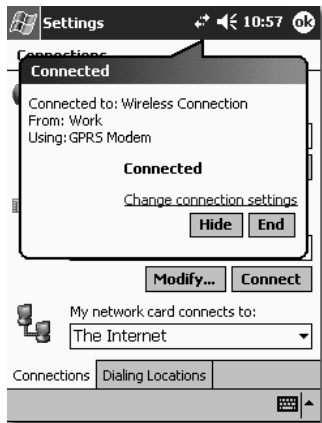 Settings 10:57 ok
Connections
Connected
Connected to: Wireless Connection
From: Work
Using: GPRS Modem
Connected
Change connection settings
Hide End
Modify... Connect
My network card connects to:
The Internet
Connections Dialing Locations